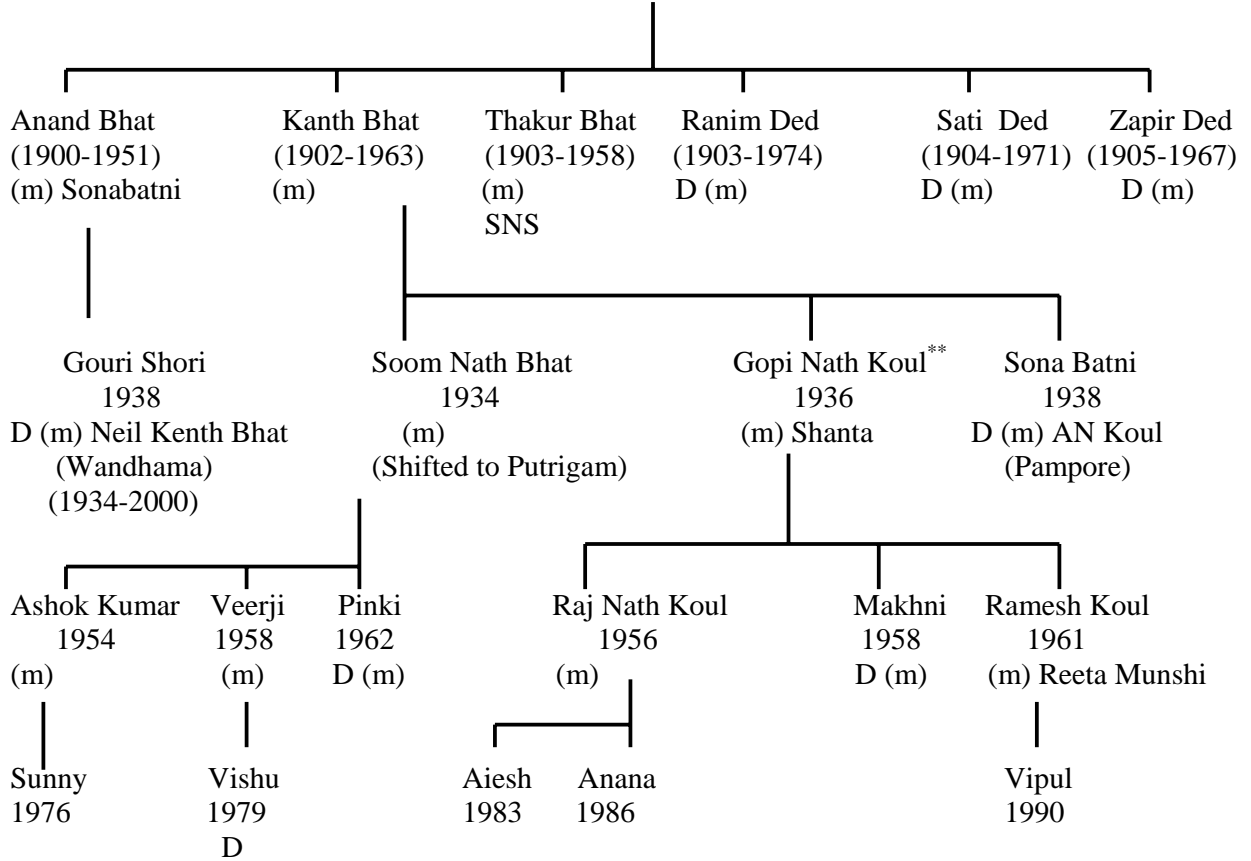 Anand Bhat Kanth Bhat Thakur Bhat Ranim Ded Sati Ded Zapir Ded
(1900-1951) (1902-1963) (1903-1958) (1903-1974) (1904-1971) (1905-1967)
(m) Sonabatni (m) (m) D (m) D (m) D (m)
SNS
Gouri Shori Soom Nath Bhat Gopi Nath Koul** Sona Batni
1938 1934 1936 1938
D (m) Neil Kenth Bhat (m) (m) Shanta D (m) AN Koul
(Wandhama) (Shifted to Putrigam) (Pampore)
(1934-2000)
Ashok Kumar Veerji Pinki Raj Nath Koul Makhni Ramesh Koul
1954 1958 1962 1956 1958 1961
(m) (m) D (m) (m) D (m) (m) Reeta Munshi
Sunny Vishu Aiesh Anana Vipul
1976 1979 1983 1986 1990
D